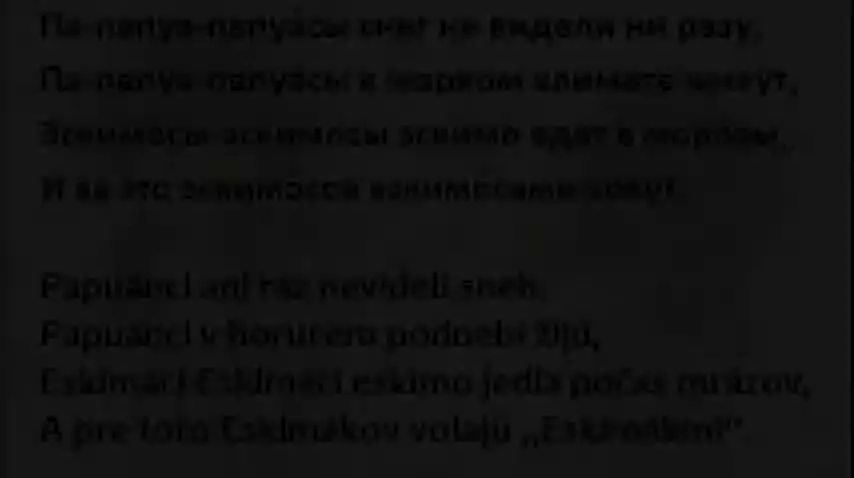 Па-папуа-папуасы снег не видели ни разу,
Па-папуа-папуасы в жарком климате живут,
Эскимосы-эскимосы эскимо едят в морозы,
И за это эскимосов эскимосами зовут.
Papuánci ani raz nevideli sneh.
Papuánci v horúcem podnebí žijú,
Eskimáci-Eskimáci eskimo jedia počas mrázov,
A pre toto Eskimákov volajú „Eskimákmi“.